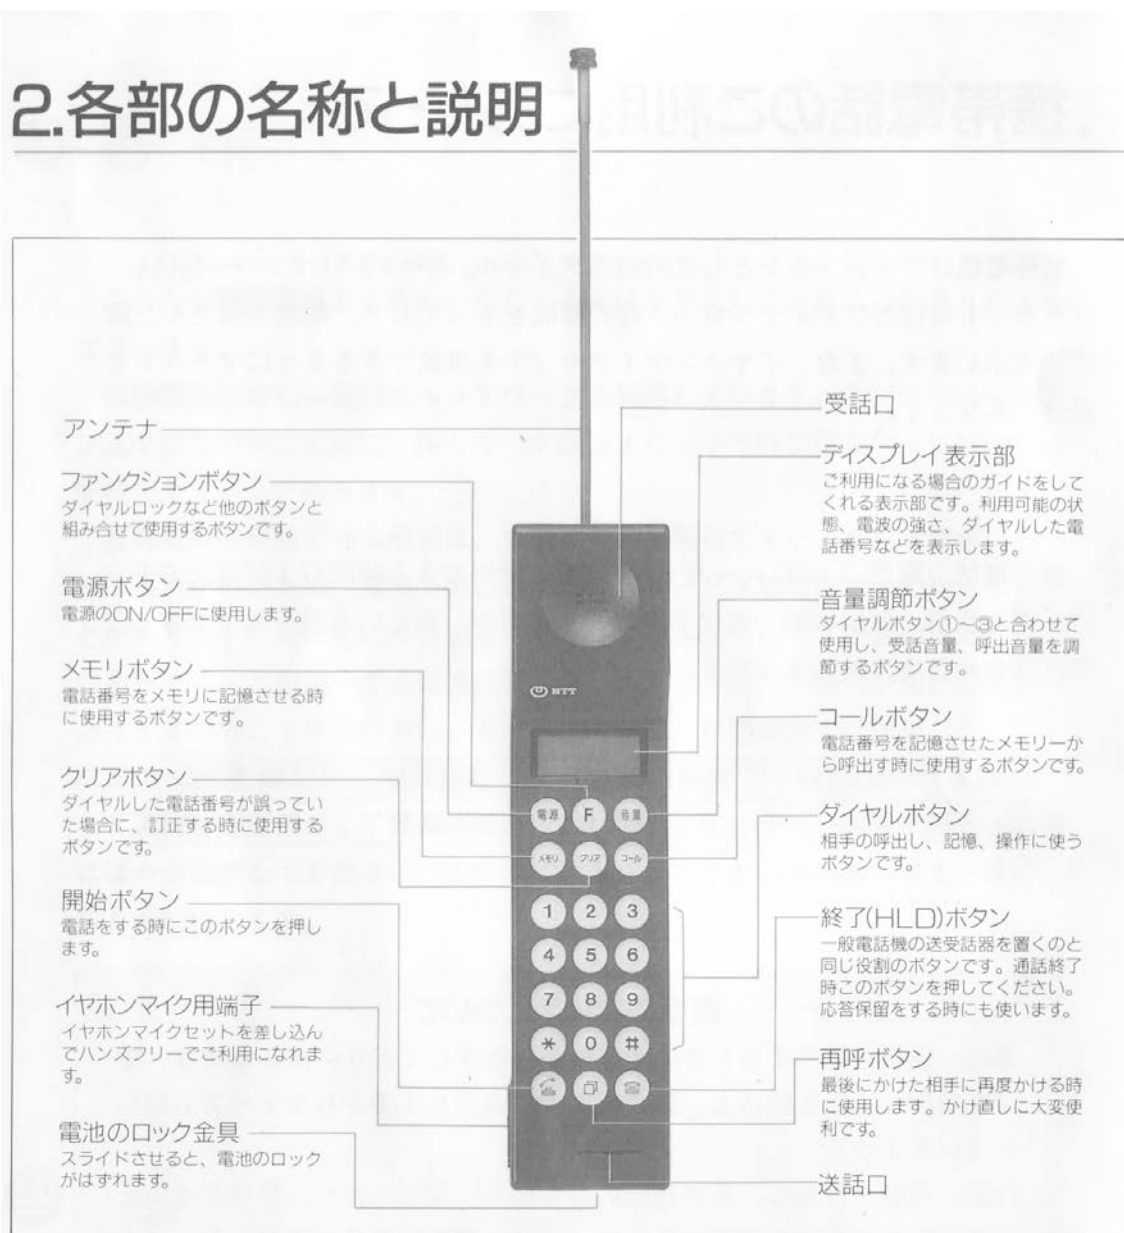 2.各部の名称と説明
アンテナ
ファンクションボタン
ダイヤルロックなど他のボタンと
組み合せて使用するボタンです。
電源ボタン
電源のON/OFFに使用します。
メモリボタン
電話番号をメモリに記憶させる時
に使用するボタンです。
クリアボタン
ダイヤルした電話番号が誤ってい
た場合に、訂正する時に使用する
ボタンです。
開始ボタン
電話をする時にこのボタンを押し
ます。
イヤホンマイク用端子
イヤホンマイクセットを差し込ん
でハンズフリーでご利用になれま
す。
電池のロック金具
スライドさせると、電池のロック
がはずれます。
NTT
電源 F 音量
メモリ クリア コール
1 2 3
4 5 6
7 8 9
* 0 #
受話口
ディスプレイ表示部
ご利用になる場合のガイドをして
くれる表示部です。利用可能の状
態、電波の強さ、ダイヤルした電
話番号などを表示します。
音量調節ボタン
ダイヤルボタン①〜③と合わせて
使用し、受話音量、呼出音量を調
節するボタンです。
コールボタン
電話番号を記憶させたメモリーか
ら呼出す時に使用するボタンです。
ダイヤルボタン
相手の呼出し、記憶、操作に使う
ボタンです。
終了(HLD)ボタン
一般電話機の送受話器を置くのと
同じ役割のボタンです。通話終了
時このボタンを押してください。
応答保留をする時にも使います。
再呼ボタン
最後にかけた相手に再度かける時
に使用します。かけ直しに大変便
利です。
送話口